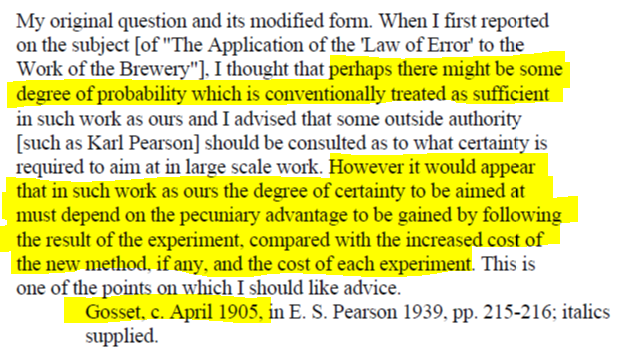 My original question and its modified form. When I first reported
on the subject [of "The Application of the 'Law of Error' to the
Work of the Brewery"], I thought that perhaps there might be some
degree of probability which is conventionally treated as sufficient
in such work as ours and I advised that some outside authority
[such as Karl Pearson] should be consulted as to what certainty is
required to aim at in large scale work. However it would appear
that in such work as ours the degree of certainty to be aimed at
must depend on the pecuniary advantage to be gained by following
the result of the experiment, compared with the increased cost of
the new method, if any, and the cost of each experiment. This is
one of the points on which I should like advice.
Gosset, c. April 1905, in E. S. Pearson 1939, pp. 215-216; italics
supplied.